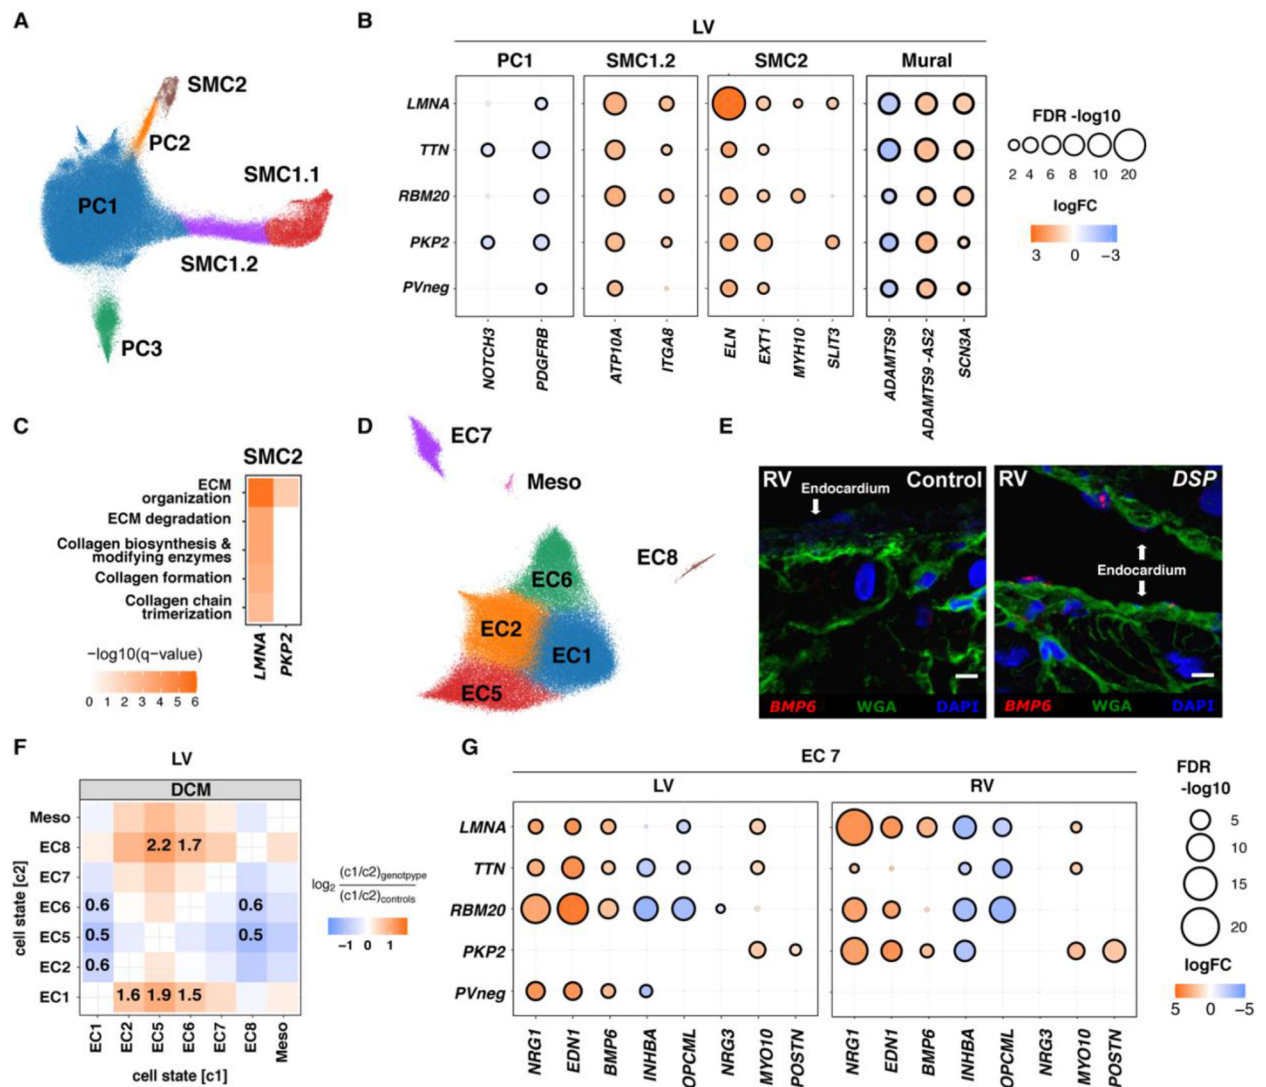 A
SMC2
PC2
PC1
SMC1.1
SMC1.2
PC3
B
LV
PC1 SMC1.2 SMC2 Mural
LMNA
TTN
RBM20
PKP2
PVneg
NOTCH3
PDGFRB
ATP10A
ITGA8
ELN
EXT1
MYH10
SLIT3
ADAMTS9
ADAMTS9 -AS2
SCN3A
FDR -log10
2 4 6 8 10 20
logFC
3 0 −3
C
SMC2
ECM
organization
ECM degradation
Collagen biosynthesis &
modifying enzymes
Collagen formation
Collagen chain
trimerization
LMNA
PKP2
−log10(q−value)
0 1 2 3 4 5 6
D
EC7
Meso
EC8
EC6
EC2
EC1
EC5
E
RV Control
Endocardium
BMP6 WGA DAPI
RV DSP
Endocardium
BMP6 WGA DAPI
F
LV
DCM
cell state [c2]
Meso
EC8 2.2 1.7
EC7
EC6 0.6 0.6
EC5 0.5 0.5
EC2 0.6
EC1 1.6 1.9 1.5
EC1
EC2
EC5
EC6
EC7
EC8
Meso
cell state [c1]
log2 (c1/c2)genotpype
(c1/c2)controls
−1 0 1
G
EC 7
LV RV
LMNA
TTN
RBM20
PKP2
PVneg
NRG1
EDN1
BMP6
INHBA
OPCML
NRG3
MYO10
POSTN
NRG1
EDN1
BMP6
INHBA
OPCML
NRG3
MYO10
POSTN
FDR
-log10
5
10
15
20
logFC
5 0 −5